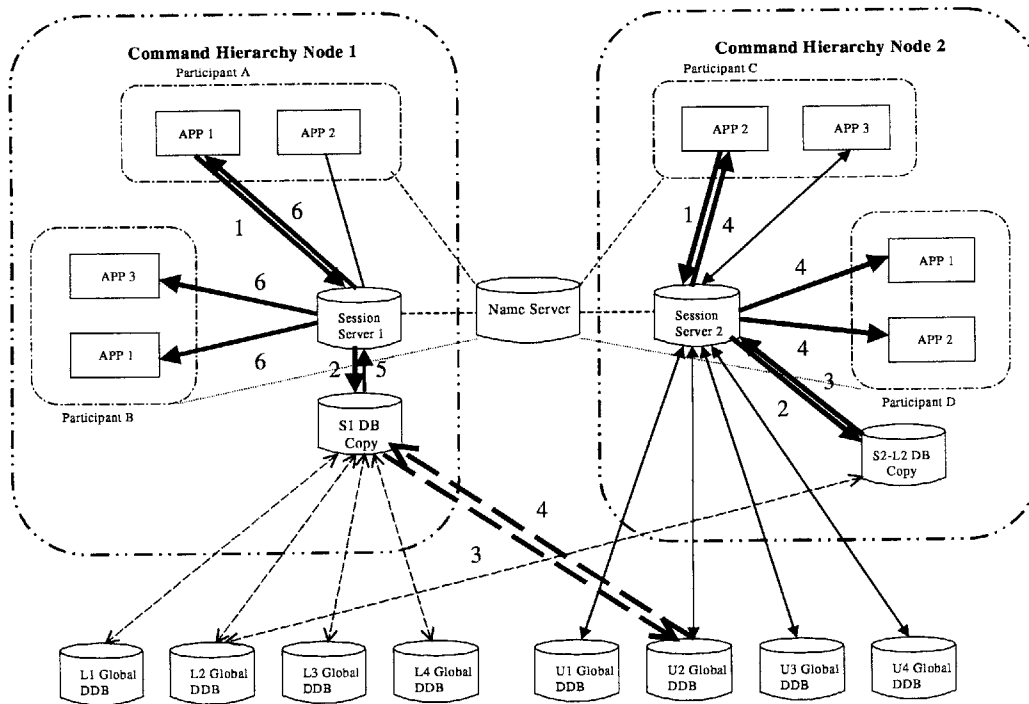 Command Hierarchy Node 1
Participant A
APP 1
APP 2
6
1
APP 3
6
Session
Server 1
APP 1
6
2
5
Participant B
S1 DB
Copy
Name Server
Command Hierarchy Node 2
Participant C
APP 2
APP 3
1
4
APP 1
4
Session
Server 2
APP 2
4
3
2
Participant D
S2-L2 DB
Copy
4
3
L1 Global
DDB
L2 Global
DDB
L3 Global
DDB
L4 Global
DDB
U1 Global
DDB
U2 Global
DDB
U3 Global
DDB
U4 Global
DDB